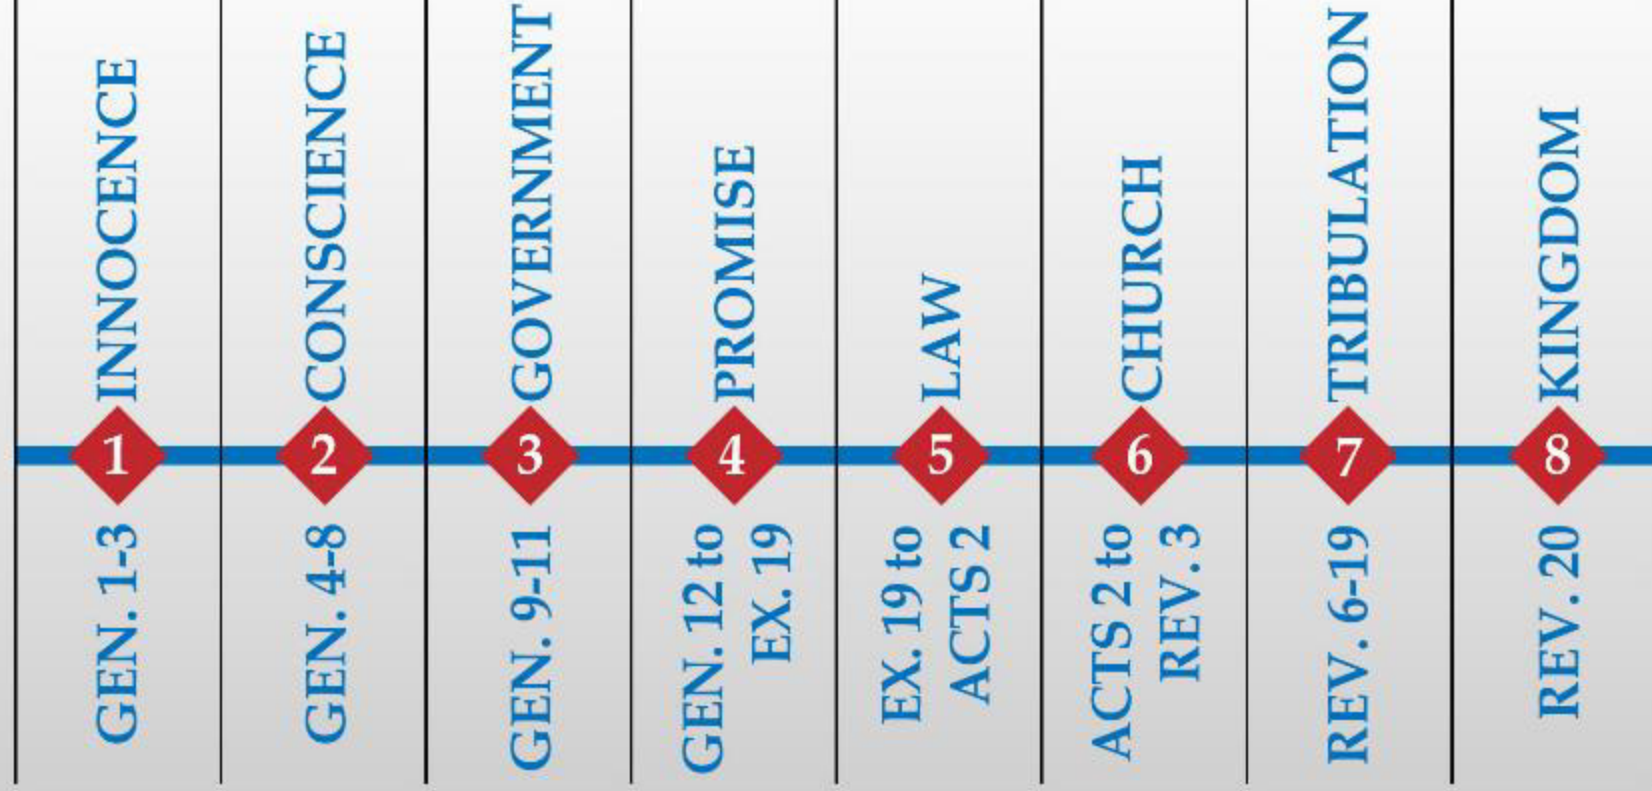 INNOCENCE
1
GEN. 1-3
CONSCIENCE
2
GEN. 4-8
GOVERNMENT
3
GEN. 9-11
PROMISE
4
GEN. 12 to
EX. 19
LAW
5
EX. 19 to
ACTS 2
CHURCH
6
ACTS 2 to
REV. 3
TRIBULATION
7
REV. 6-19
KINGDOM
8
REV. 20